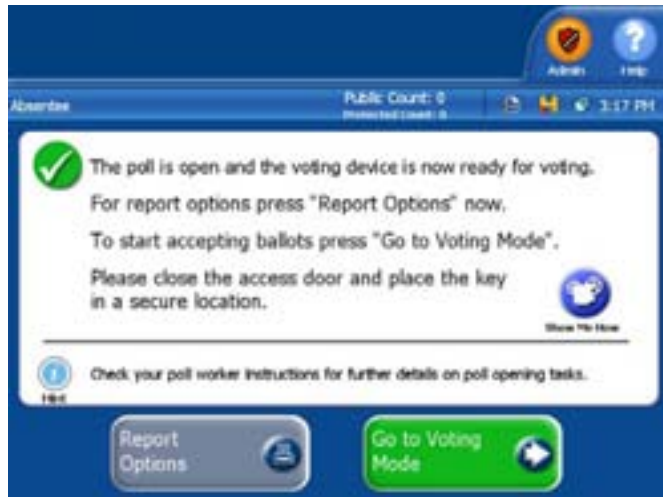 Admin Help
Absentee Public Count: 0 3:17 PM
Protected Count: 0
The poll is open and the voting device is now ready for voting.
For report options press "Report Options" now.
To start accepting ballots press "Go to Voting Mode".
Please close the access door and place the key
in a secure location.
Show Me How
Check your poll worker instructions for further details on poll opening tasks.
Hint
Report
Options
Go to Voting
Mode